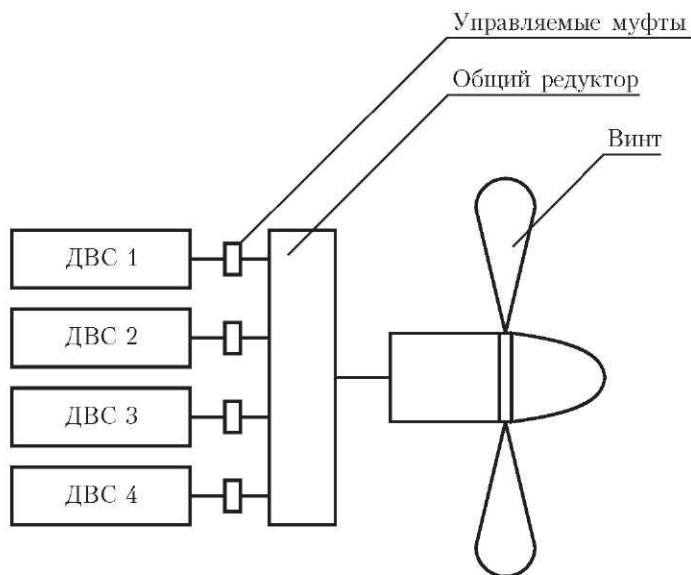 Управляемые муфты
Общий редуктор
Винт
ДВС 1
ДВС 2
ДВС 3
ДВС 4